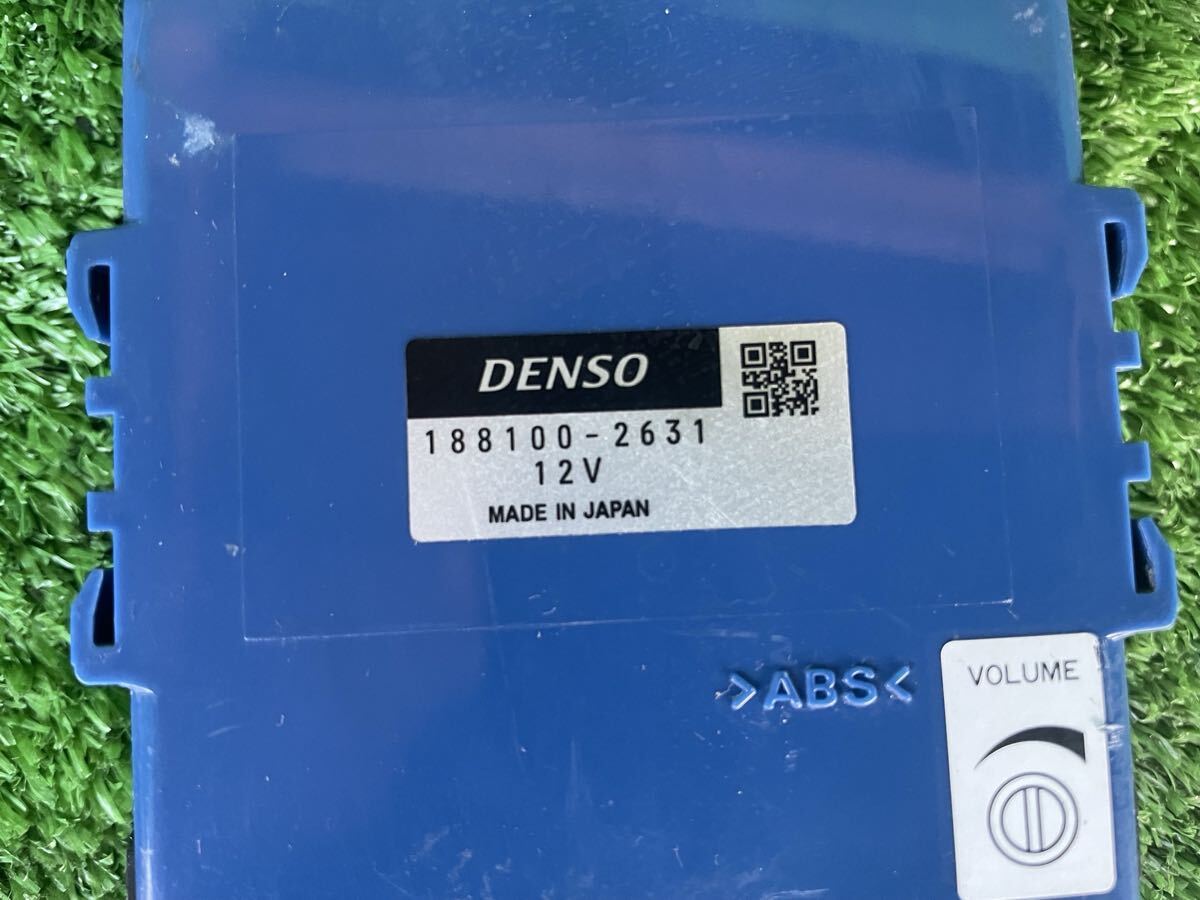 DENSO
188100-2631
12V
MADE IN JAPAN
>ABS<
VOLUME